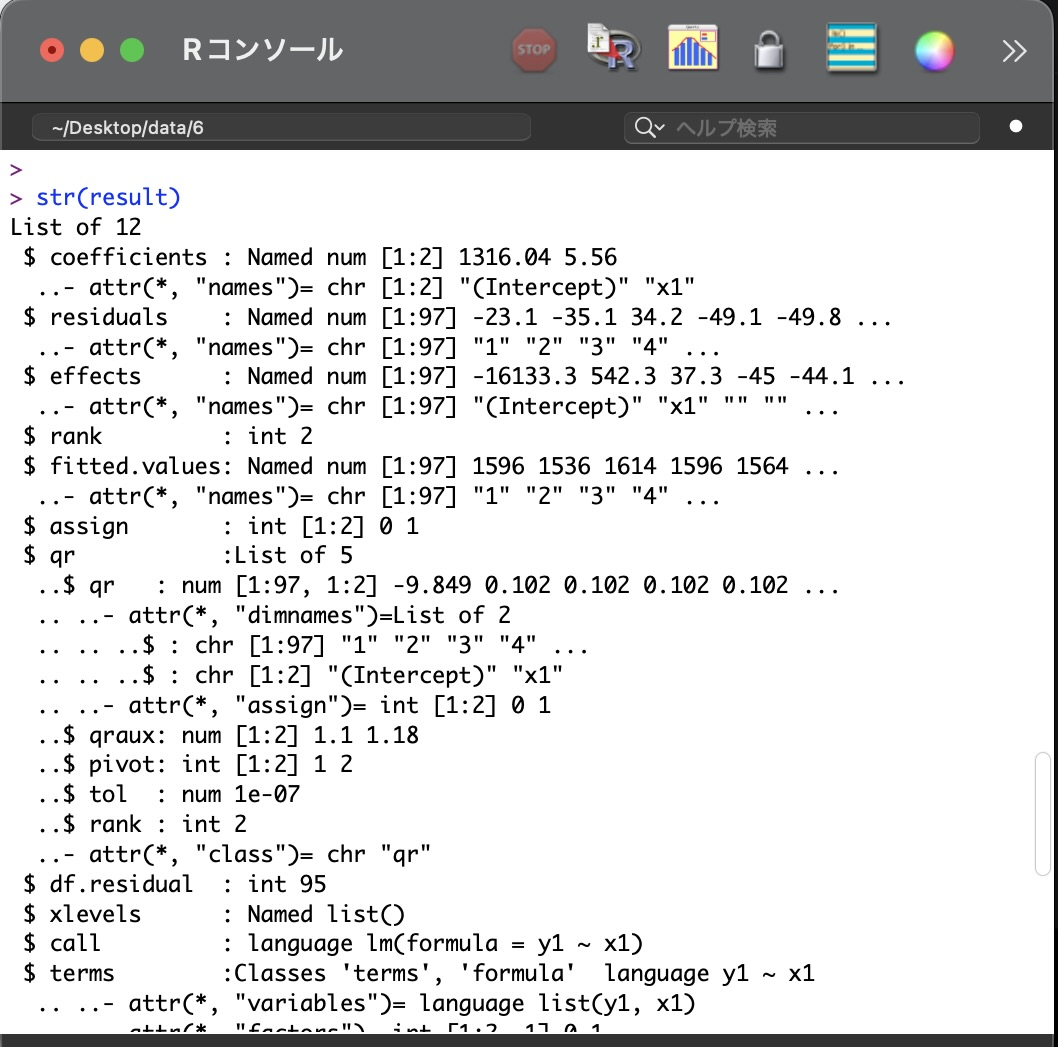 Rコンソール
STOP
~/Desktop/data/6
ヘルプ検索
>
> str(result)
List of 12
 $ coefficients : Named num [1:2] 1316.04 5.56
  ..- attr(*, "names")= chr [1:2] "(Intercept)" "x1"
 $ residuals    : Named num [1:97] -23.1 -35.1 34.2 -49.1 -49.8 ...
  ..- attr(*, "names")= chr [1:97] "1" "2" "3" "4" ...
 $ effects      : Named num [1:97] -16133.3 542.3 37.3 -45 -44.1 ...
  ..- attr(*, "names")= chr [1:97] "(Intercept)" "x1" "" "" ...
 $ rank         : int 2
 $ fitted.values: Named num [1:97] 1596 1536 1614 1596 1564 ...
  ..- attr(*, "names")= chr [1:97] "1" "2" "3" "4" ...
 $ assign       : int [1:2] 0 1
 $ qr           :List of 5
  ..$ qr   : num [1:97, 1:2] -9.849 0.102 0.102 0.102 0.102 ...
  .. ..- attr(*, "dimnames")=List of 2
  .. .. ..$ : chr [1:97] "1" "2" "3" "4" ...
  .. .. ..$ : chr [1:2] "(Intercept)" "x1"
  .. ..- attr(*, "assign")= int [1:2] 0 1
  ..$ qraux: num [1:2] 1.1 1.18
  ..$ pivot: int [1:2] 1 2
  ..$ tol  : num 1e-07
  ..$ rank : int 2
  ..- attr(*, "class")= chr "qr"
 $ df.residual  : int 95
 $ xlevels      : Named list()
 $ call         : language lm(formula = y1 ~ x1)
 $ terms        :Classes 'terms', 'formula'  language y1 ~ x1
  .. ..- attr(*, "variables")= language list(y1, x1)
  .. ..- attr(*, "factors")= int [1:2, 1] 0 1